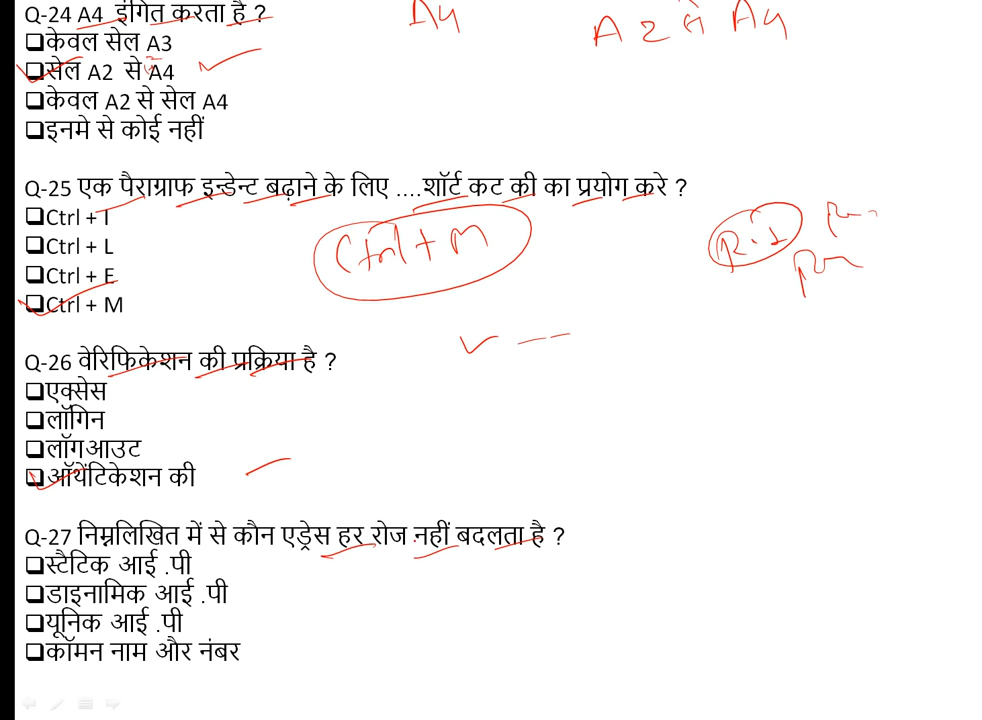 Q-24 A4 इंगित करता है ?
A4
A2 से A4
❑केवल सेल A3
❑सेल A2 से A4
❑केवल A2 से सेल A4
❑इनमे से कोई नहीं
Q-25 एक पैराग्राफ इन्डेन्ट बढ़ाने के लिए ....शॉर्ट कट की का प्रयोग करे ?
❑Ctrl + I
❑Ctrl + L
❑Ctrl + E
❑Ctrl + M
Ctrl + M
Q-26 वेरिफिकेशन की प्रक्रिया है ?
❑एक्सेस
❑लॉगिन
❑लॉगआउट
❑ऑथेंटिकेशन की
Q-27 निम्नलिखित में से कौन एड्रेस हर रोज नहीं बदलता है ?
❑स्टैटिक आई .पी
❑डाइनामिक आई .पी
❑यूनिक आई .पी
❑कॉमन नाम और नंबर